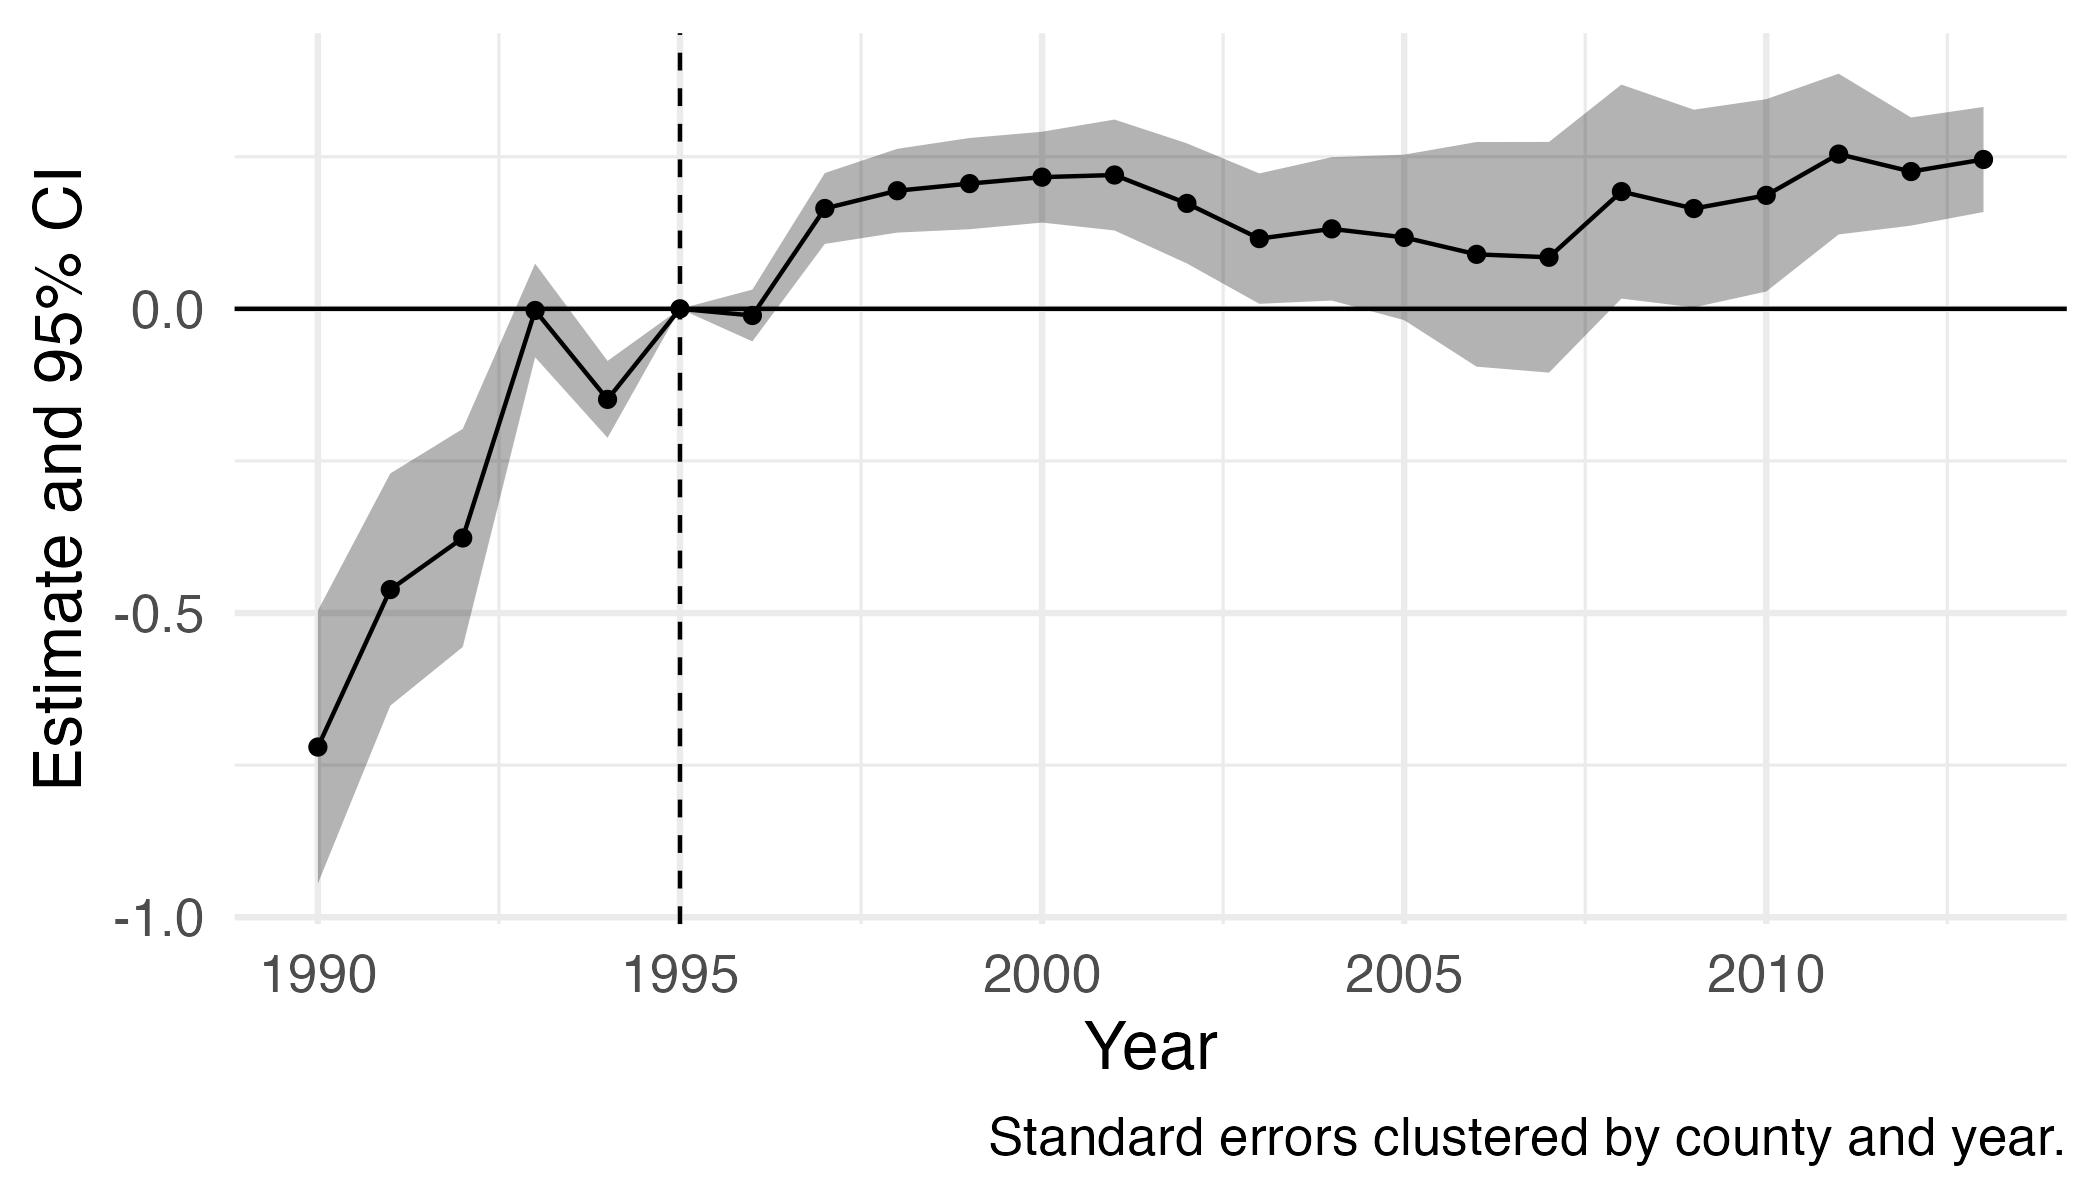 Estimate and 95% CI
0.0
-0.5
-1.0
1990 1995 2000 2005 2010
Year
Standard errors clustered by county and year.